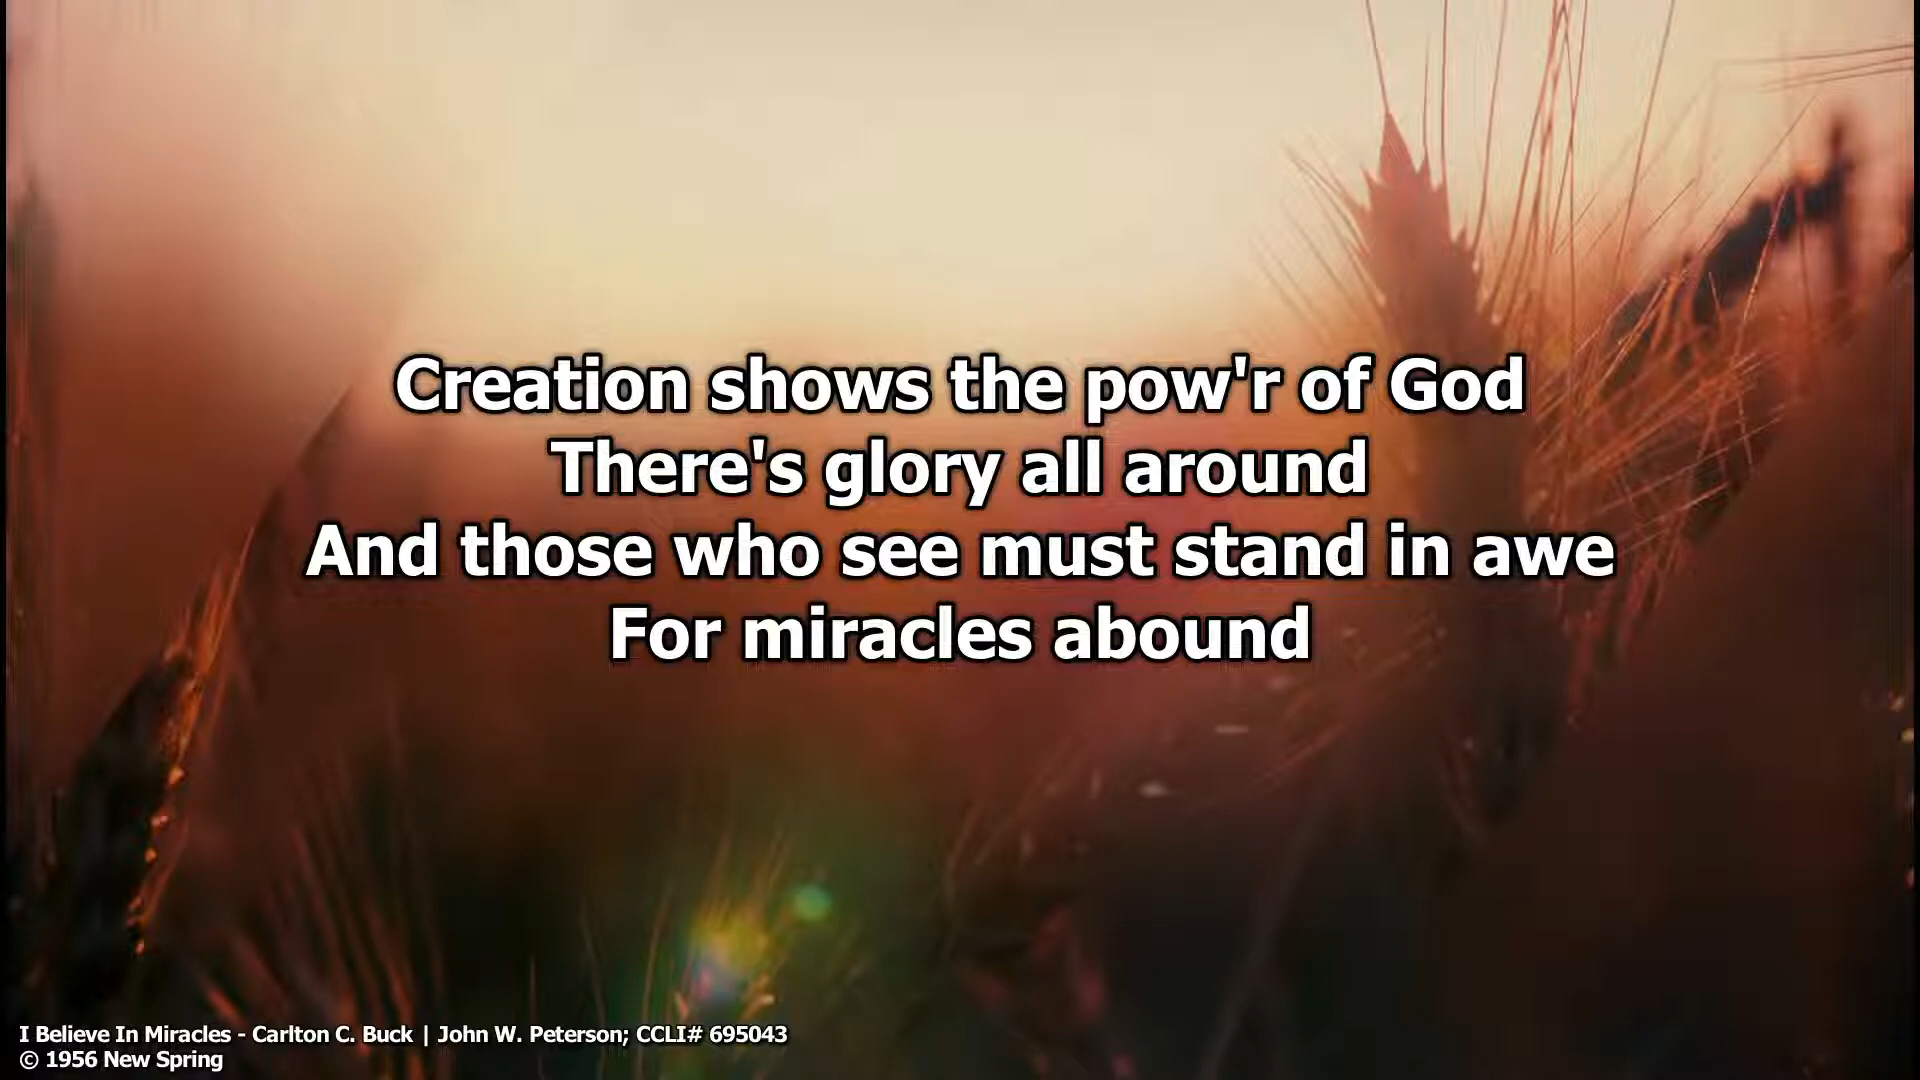 Creation shows the pow'r of God
There's glory all around
And those who see must stand in awe
For miracles abound
I Believe In Miracles - Carlton C. Buck | John W. Peterson; CCLI# 695043
© 1956 New Spring